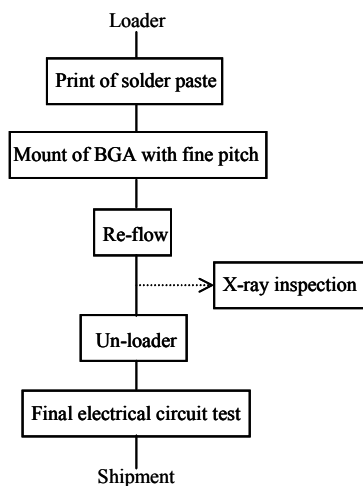 Loader
Print of solder paste
Mount of BGA with fine pitch
Re-flow
X-ray inspection
Un-loader
Final electrical circuit test
Shipment